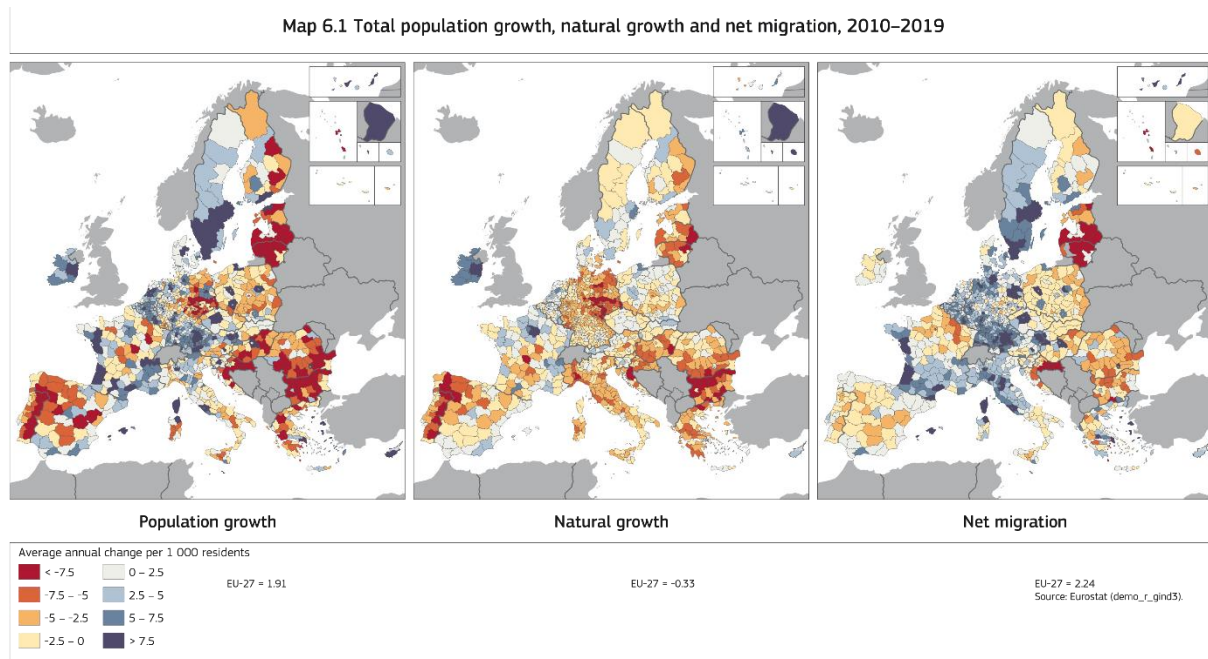 Map 6.1 Total population growth, natural growth and net migration, 2010–2019
Population growth
Natural growth
Net migration
Average annual change per 1 000 residents
< -7.5
-7.5 – -5
-5 – -2.5
-2.5 – 0
0 – 2.5
2.5 – 5
5 – 7.5
> 7.5
EU-27 = 1.91
EU-27 = -0.33
EU-27 = 2.24
Source: Eurostat (demo_r_gind3).